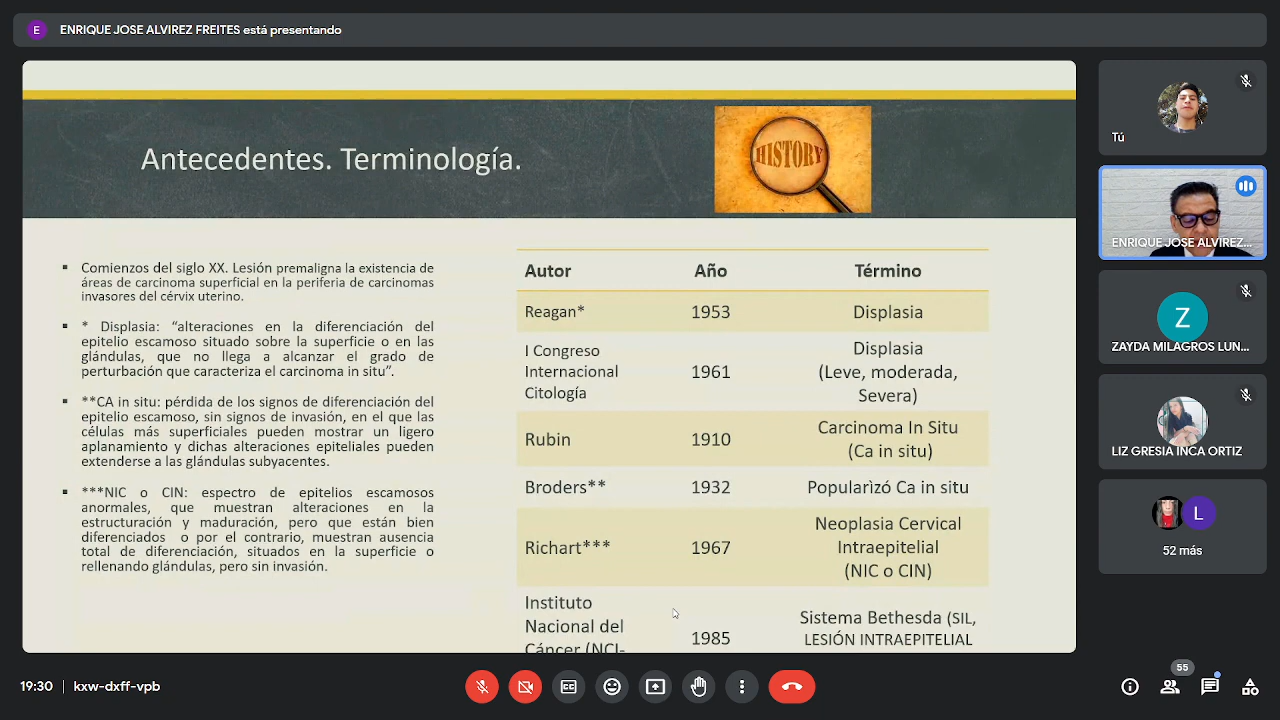 E ENRIQUE JOSE ALVIREZ FREITES está presentando
Antecedentes. Terminología.
HISTORY
Comienzos del siglo XX. Lesión premaligna la existencia de
áreas de carcinoma superficial en la periferia de carcinomas
invasores del cérvix uterino.
* Displasia: “alteraciones en la diferenciación del
epitelio escamoso situado sobre la superficie o en las
glándulas, que no llega a alcanzar el grado de
perturbación que caracteriza el carcinoma in situ”.
**CA in situ: pérdida de los signos de diferenciación del
epitelio escamoso, sin signos de invasión, en el que las
células más superficiales pueden mostrar un ligero
aplanamiento y dichas alteraciones epiteliales pueden
extenderse a las glándulas subyacentes.
***NIC o CIN: espectro de epitelios escamosos
anormales, que muestran alteraciones en la
estructuración y maduración, pero que están bien
diferenciados o por el contrario, muestran ausencia
total de diferenciación, situados en la superficie o
rellenando glándulas, pero sin invasión.
Autor Año Término
Reagan* 1953 Displasia
I Congreso
Internacional
Citología
1961
Displasia
(Leve, moderada,
Severa)
Rubin 1910
Carcinoma In Situ
(Ca in situ)
Broders** 1932 Popularìzó Ca in situ
Richart*** 1967
Neoplasia Cervical
Intraepitelial
(NIC o CIN)
Instituto
Nacional del
Cáncer (NCI-
1985
Sistema Bethesda (SIL,
LESIÓN INTRAEPITELIAL
Tú
ENRIQUE JOSE ALVIREZ...
Z
ZAYDA MILAGROS LUN...
LIZ GRESIA INCA ORTIZ
L
52 más
19:30 | kxw-dxff-vpb
55